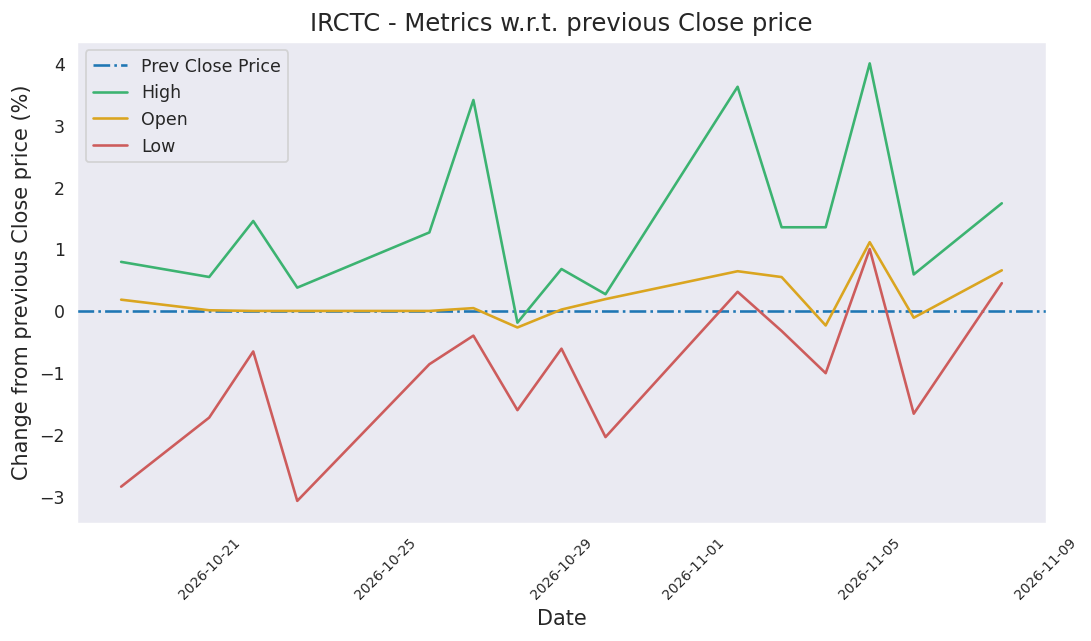 IRCTC - Metrics w.r.t. previous Close price
Change from previous Close price (%)
Prev Close Price
High
Open
Low
4
3
2
1
0
−1
−2
−3
2026-10-21
2026-10-25
2026-10-29
2026-11-01
2026-11-05
2026-11-09
Date